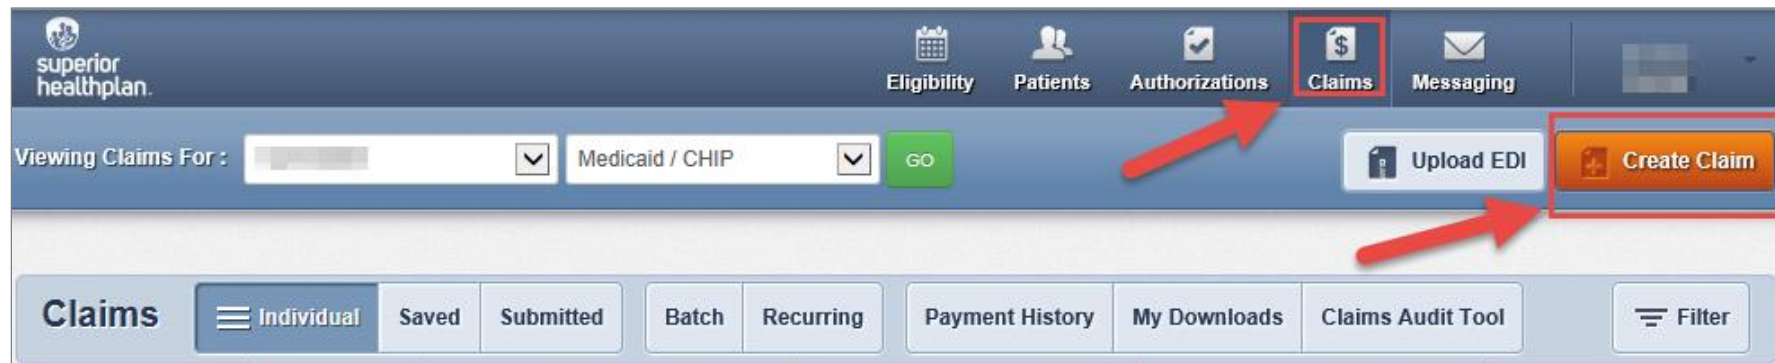 superior
healthplan.
Eligibility Patients Authorizations Claims Messaging
Viewing Claims For : Medicaid / CHIP GO Upload EDI Create Claim
Claims Individual Saved Submitted Batch Recurring Payment History My Downloads Claims Audit Tool Filter